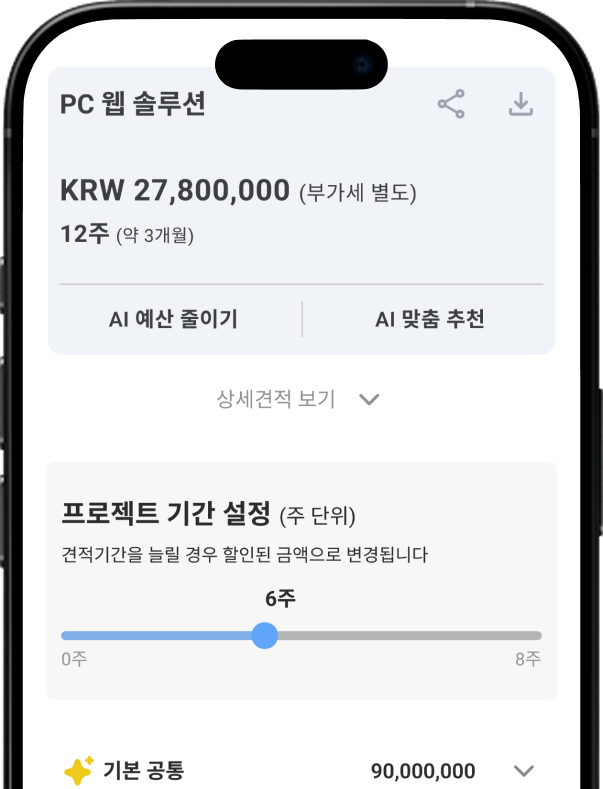 PC 웹 솔루션
KRW 27,800,000 (부가세 별도)
12주 (약 3개월)
AI 예산 줄이기
AI 맞춤 추천
상세견적 보기
프로젝트 기간 설정 (주 단위)
견적기간을 늘릴 경우 할인된 금액으로 변경됩니다
6주
0주
8주
기본 공통
90,000,000